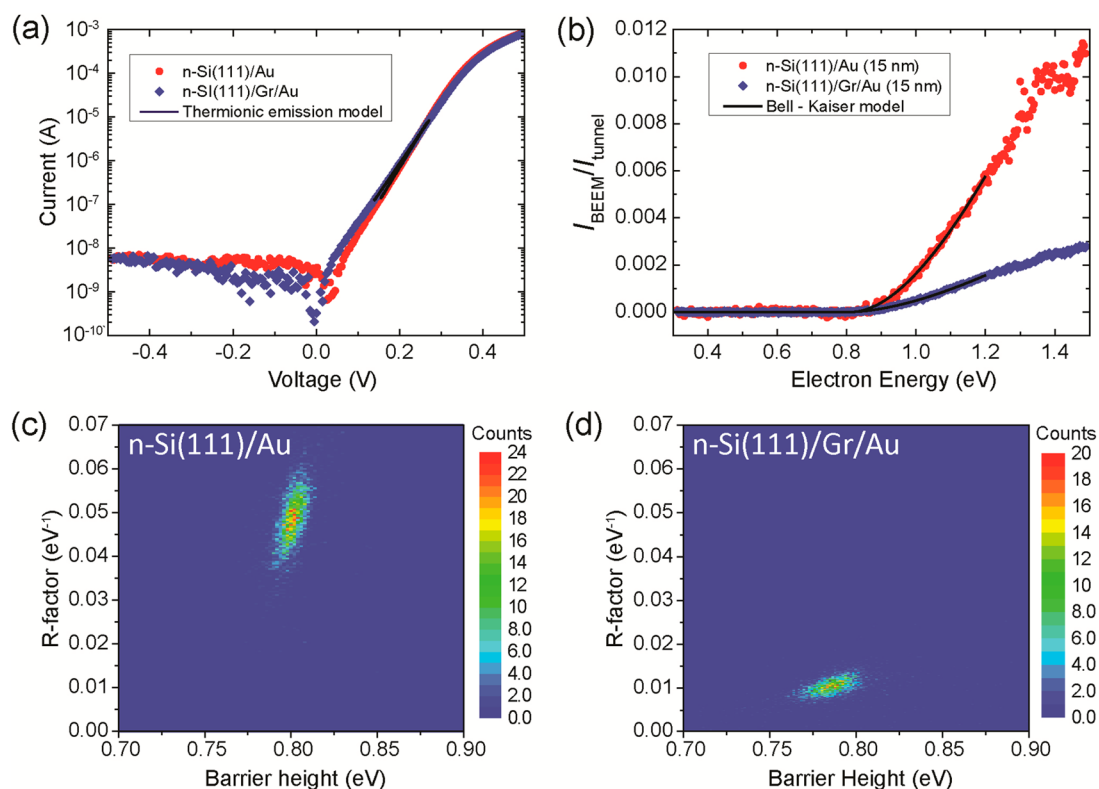 (a)
10⁻³
10⁻⁴
10⁻⁵
10⁻⁶
10⁻⁷
10⁻⁸
10⁻⁹
10⁻¹⁰
Current (A)
n-Si(111)/Au
n-SI(111)/Gr/Au
Thermionic emission model
-0.4 -0.2 0.0 0.2 0.4
Voltage (V)
(b)
0.012
0.010
0.008
0.006
0.004
0.002
0.000
I_BEEM/I_tunnel
n-Si(111)/Au (15 nm)
n-Si(111)/Gr/Au (15 nm)
Bell - Kaiser model
0.4 0.6 0.8 1.0 1.2 1.4
Electron Energy (eV)
(c)
n-Si(111)/Au
0.07
0.06
0.05
0.04
0.03
0.02
0.01
0.00
R-factor (eV⁻¹)
0.70 0.75 0.80 0.85 0.90
Barrier height (eV)
Counts
24
22
20
18
16
14
12
10
8.0
6.0
4.0
2.0
0.0
(d)
n-Si(111)/Gr/Au
0.07
0.06
0.05
0.04
0.03
0.02
0.01
0.00
R-factor (eV⁻¹)
0.70 0.75 0.80 0.85 0.90
Barrier Height (eV)
Counts
20
18
16
14
12
10
8.0
6.0
4.0
2.0
0.0